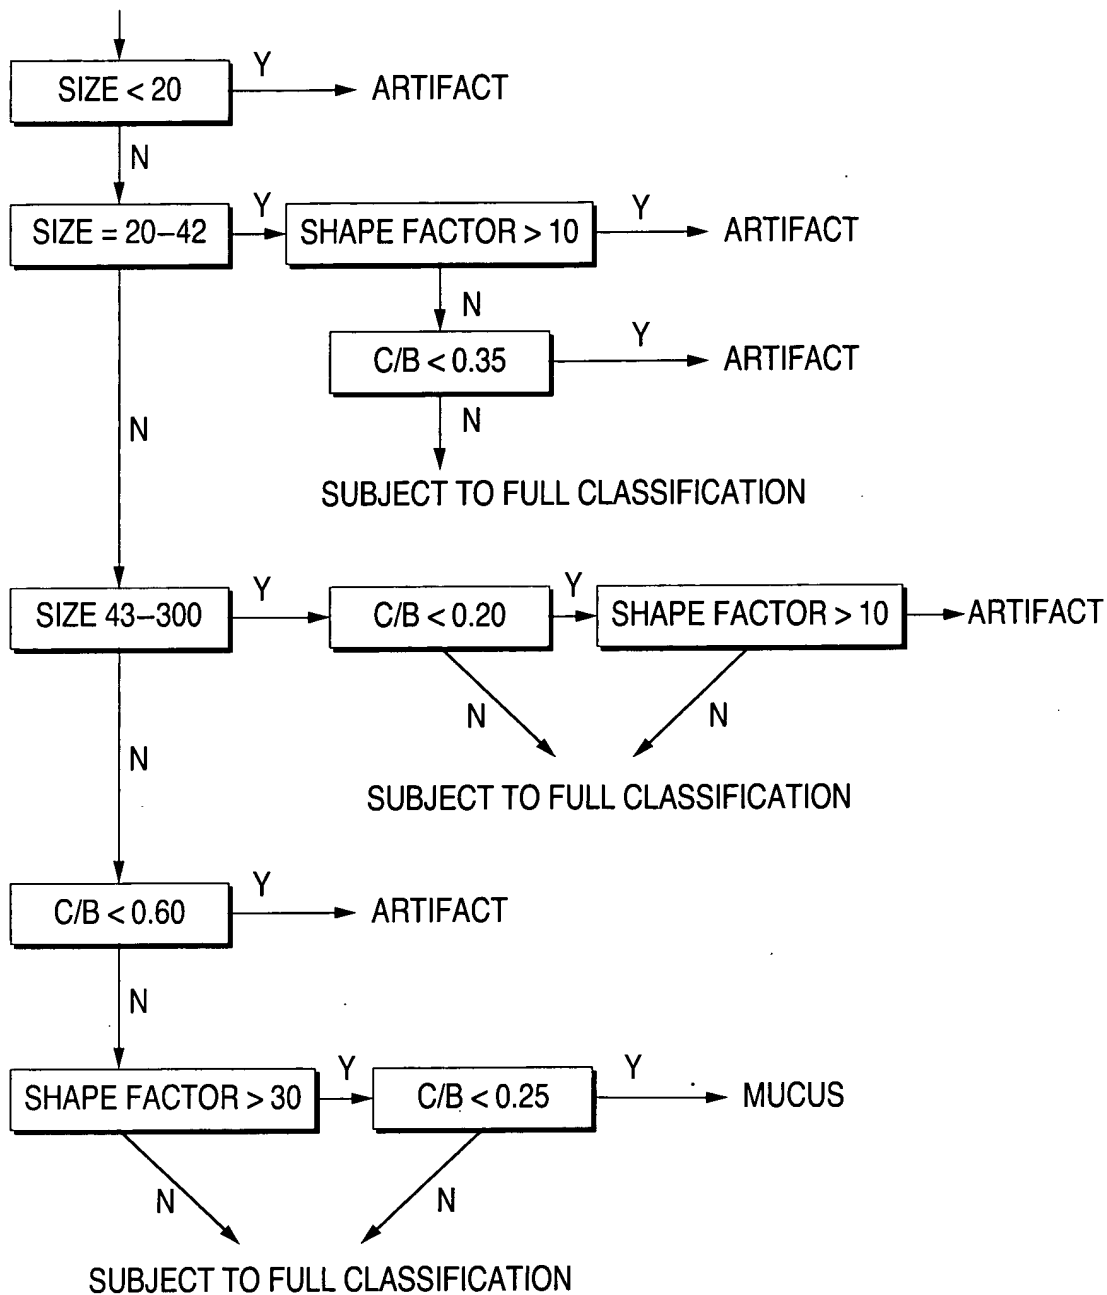 SIZE < 20
Y
ARTIFACT
N
SIZE = 20–42
Y
SHAPE FACTOR > 10
Y
ARTIFACT
N
C/B < 0.35
Y
ARTIFACT
N
N
SUBJECT TO FULL CLASSIFICATION
SIZE 43–300
Y
C/B < 0.20
Y
SHAPE FACTOR > 10
ARTIFACT
N
N
N
SUBJECT TO FULL CLASSIFICATION
C/B < 0.60
Y
ARTIFACT
N
SHAPE FACTOR > 30
Y
C/B < 0.25
Y
MUCUS
N
N
SUBJECT TO FULL CLASSIFICATION